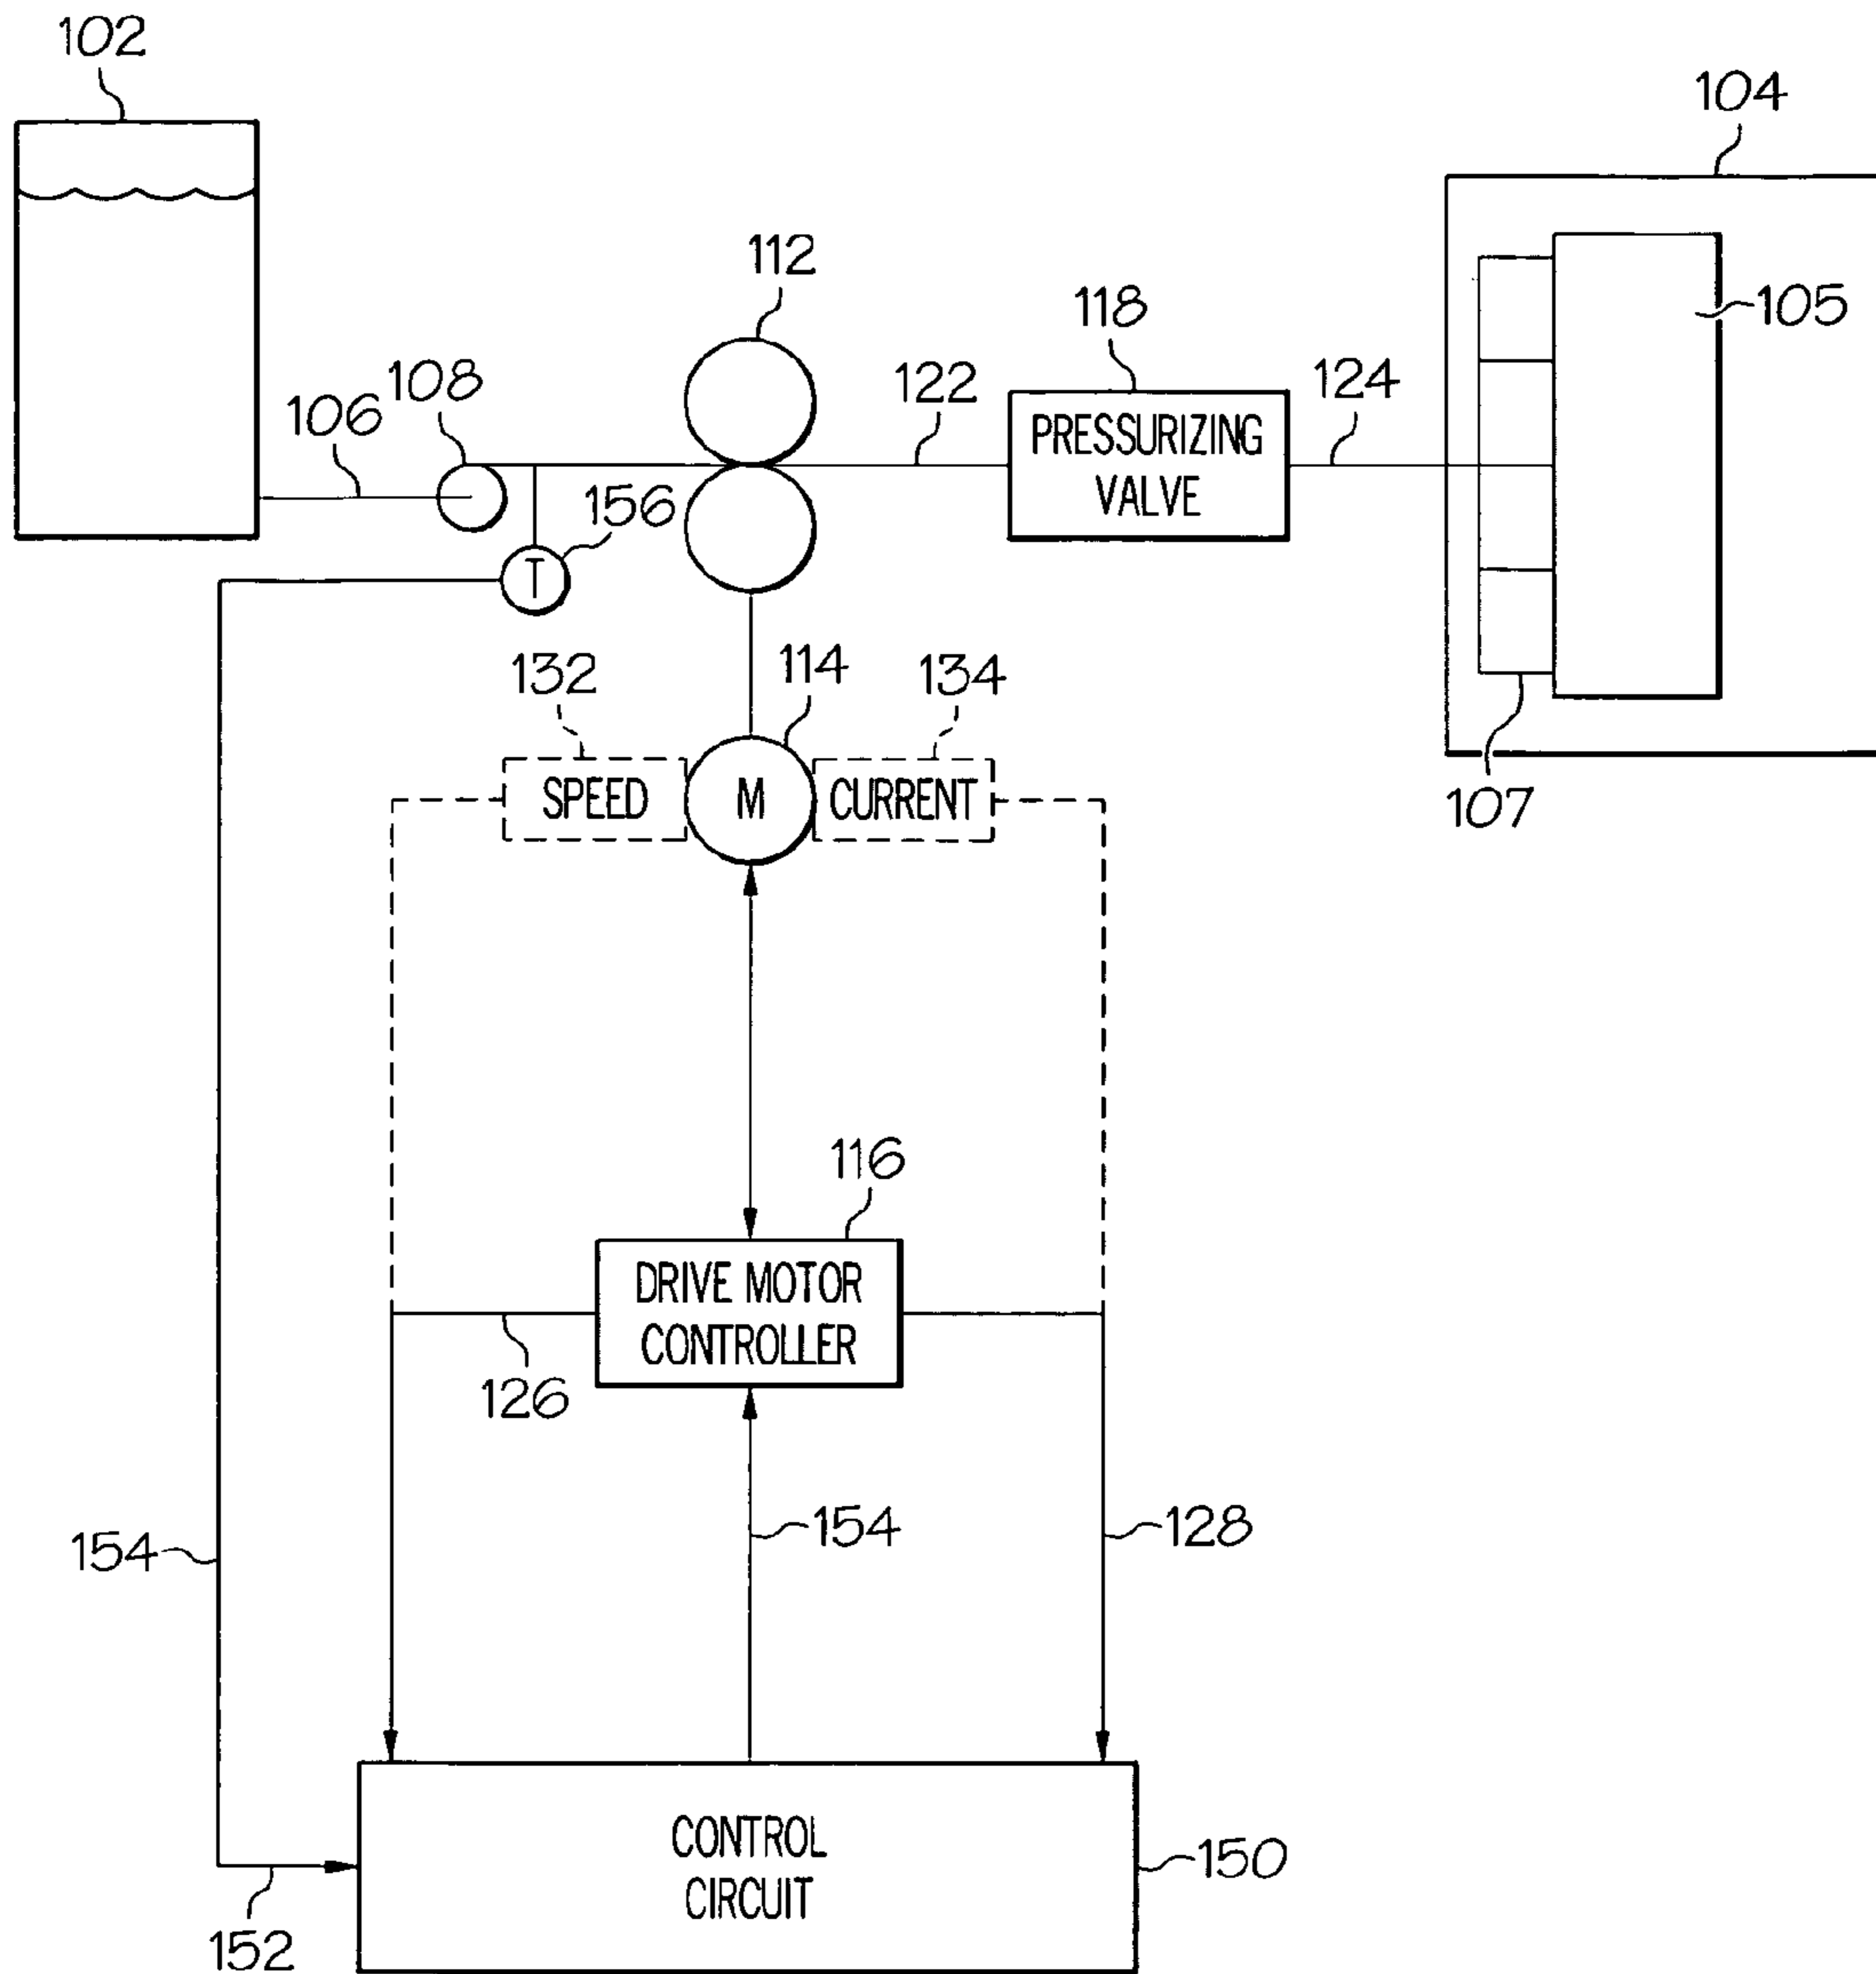 102
104
112
118
105
108
122
124
106
PRESSURIZING
VALVE
156
T
132
114
134
SPEED
M
CURRENT
107
116
DRIVE MOTOR
CONTROLLER
126
154
154
128
CONTROL
CIRCUIT
150
152